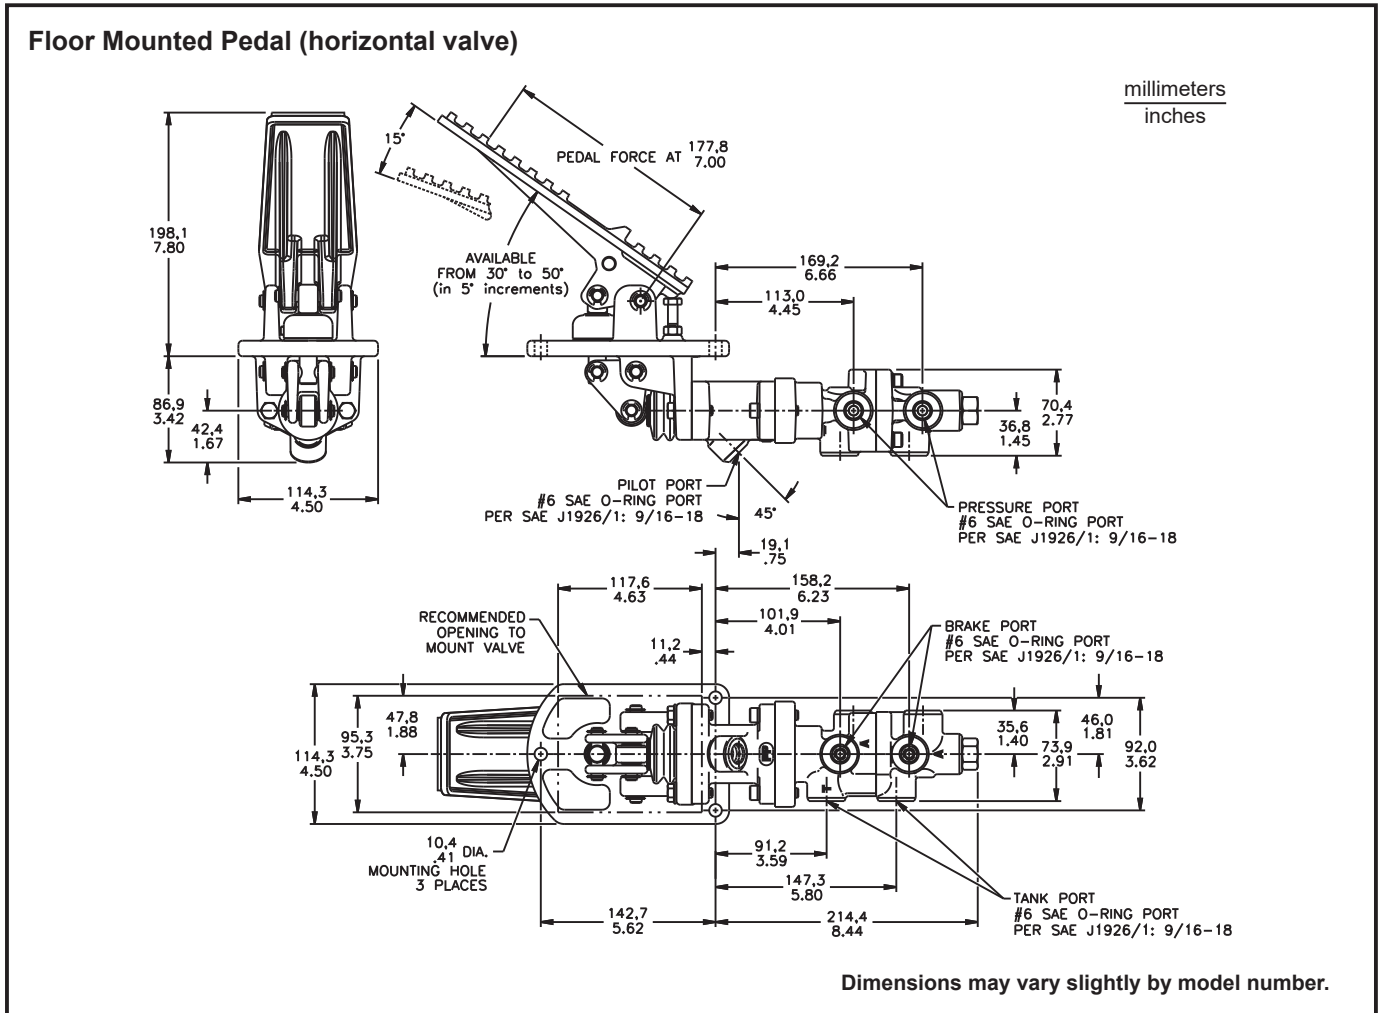 Floor Mounted Pedal (horizontal valve)
millimeters
inches
15°
PEDAL FORCE AT 177,8
7.00
198,1
7.80
AVAILABLE
FROM 30° to 50°
(in 5° increments)
169,2
6.66
113,0
4.45
86,9
3.42
42,4
1.67
114,3
4.50
70,4
2.77
36,8
1.45
PILOT PORT
#6 SAE O-RING PORT
PER SAE J1926/1: 9/16-18
45°
PRESSURE PORT
#6 SAE O-RING PORT
PER SAE J1926/1: 9/16-18
19,1
.75
117,6
4.63
158,2
6.23
RECOMMENDED
OPENING TO
MOUNT VALVE
101,9
4.01
11,2
.44
BRAKE PORT
#6 SAE O-RING PORT
PER SAE J1926/1: 9/16-18
114,3
4.50
95,3
3.75
47,8
1.88
35,6
1.40
73,9
2.91
46,0
1.81
92,0
3.62
A
A
T
10,4
.41 DIA.
MOUNTING HOLE
3 PLACES
91,2
3.59
147,3
5.80
142,7
5.62
214,4
8.44
TANK PORT
#6 SAE O-RING PORT
PER SAE J1926/1: 9/16-18
Dimensions may vary slightly by model number.